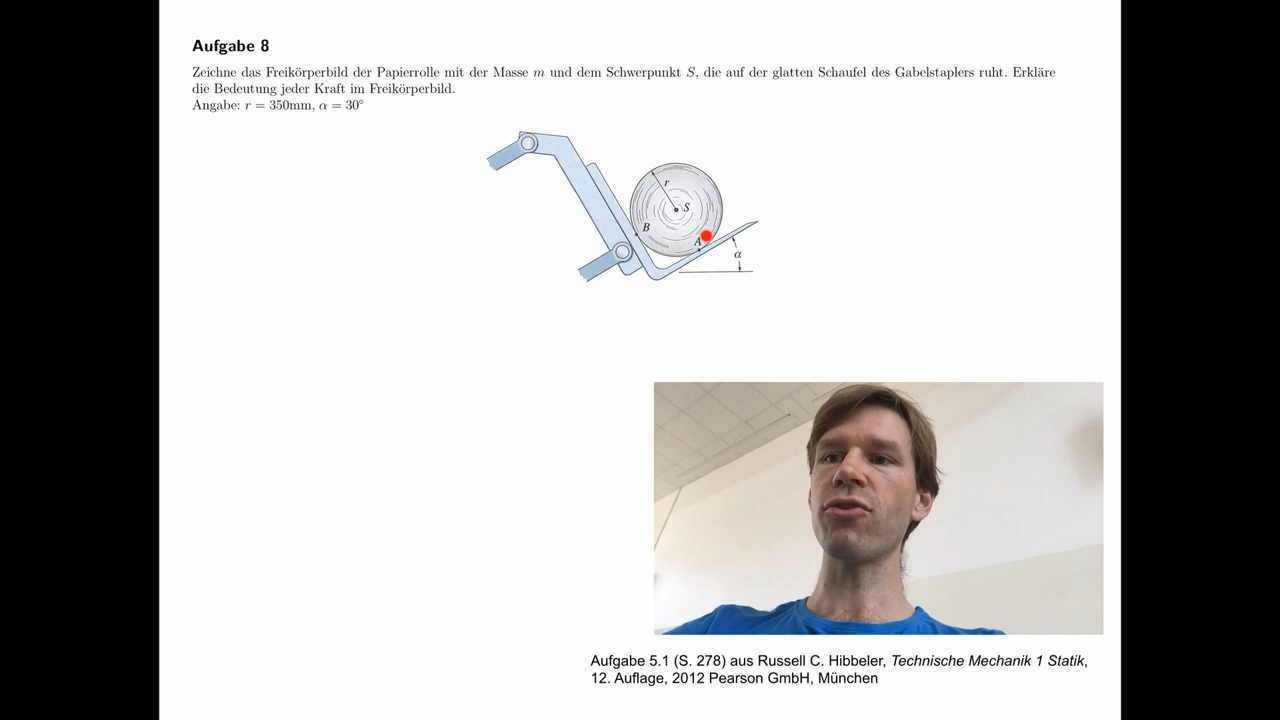 Aufgabe 8
Zeichne das Freikörperbild der Papierrolle mit der Masse m und dem Schwerpunkt S, die auf der glatten Schaufel des Gabelstaplers ruht. Erkläre
die Bedeutung jeder Kraft im Freikörperbild.
Angabe: r = 350mm, α = 30°
r
S
B
A
α
Aufgabe 5.1 (S. 278) aus Russell C. Hibbeler, Technische Mechanik 1 Statik,
12. Auflage, 2012 Pearson GmbH, München